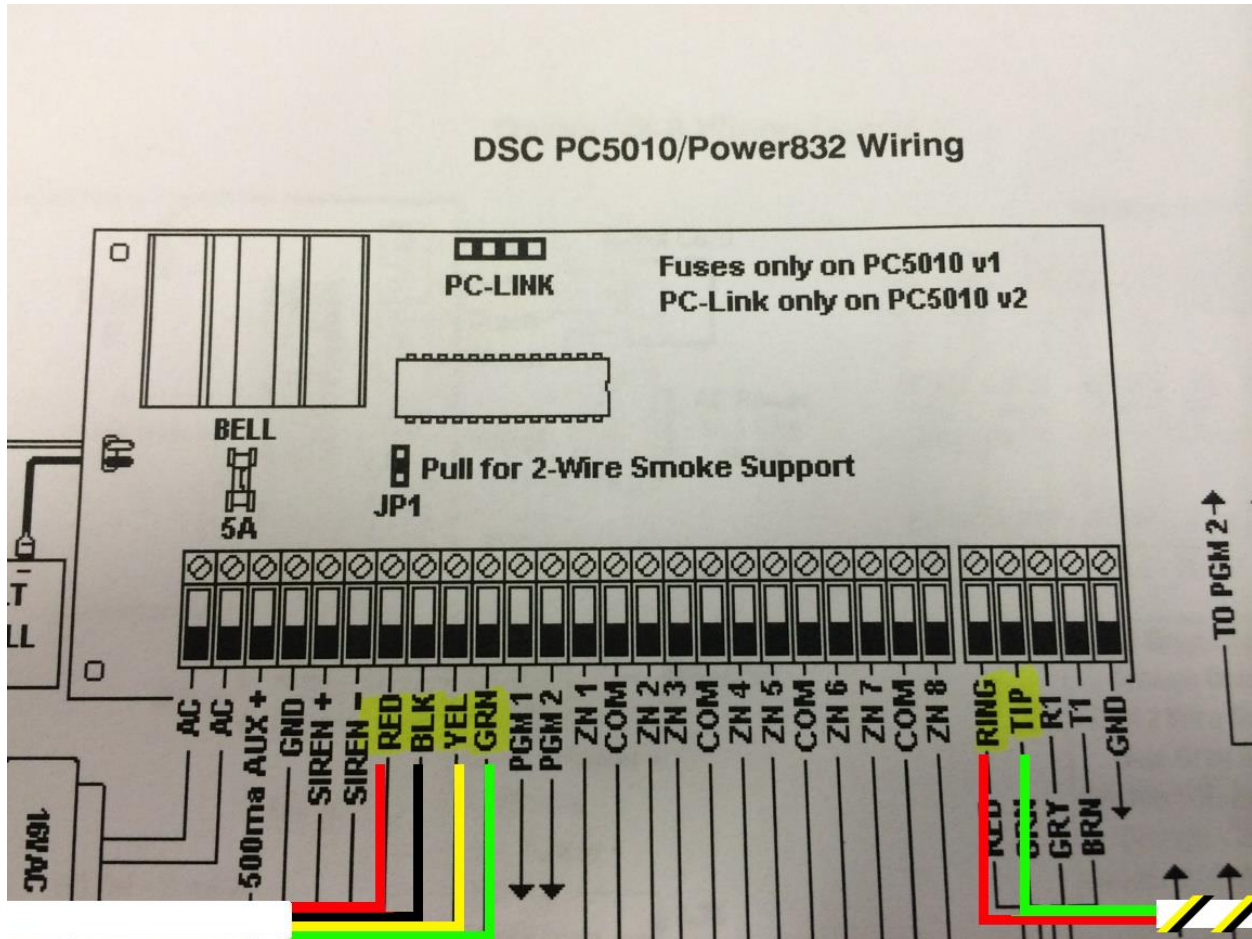 DSC PC5010/Power832 Wiring
PC-LINK
Fuses only on PC5010 v1
PC-Link only on PC5010 v2
BELL
5A
JP1
Pull for 2-Wire Smoke Support
TO PGM 2
AC
AC
500ma AUX +
GND
SIREN +
SIREN -
RED
BLK
YEL
GRN
PGM 1
PGM 2
ZN 1
COM
ZN 2
ZN 3
COM
ZN 4
ZN 5
COM
ZN 6
ZN 7
COM
ZN 8
RING
TIP
R1
T1
GND
RED
GRN
GRY
BRN
16VAC